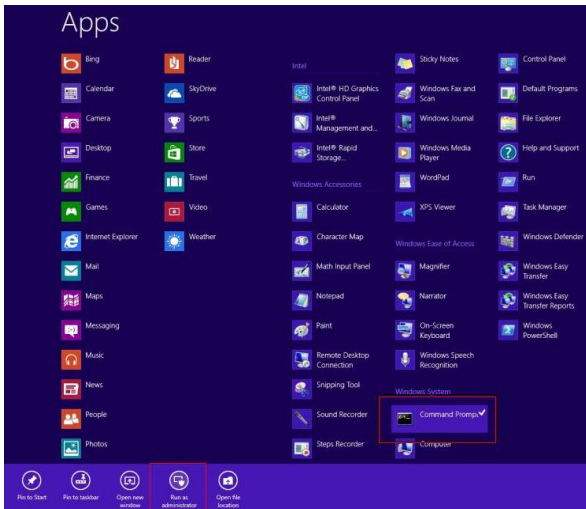 Apps
Bing
Calendar
Camera
Desktop
Finance
Games
Internet Explorer
Mail
Maps
Messaging
Music
News
People
Photos
Reader
SkyDrive
Sports
Store
Travel
Video
Weather
Intel
Intel® HD Graphics
Control Panel
Intel®
Management and...
Intel® Rapid
Storage...
Windows Accessories
Calculator
Character Map
Math Input Panel
Notepad
Paint
Remote Desktop
Connection
Snipping Tool
Sound Recorder
Steps Recorder
Sticky Notes
Windows Fax and
Scan
Windows Journal
Windows Media
Player
WordPad
XPS Viewer
Windows Ease of Access
Magnifier
Narrator
On-Screen
Keyboard
Windows Speech
Recognition
Windows System
Command Prompt
Computer
Control Panel
Default Programs
File Explorer
Help and Support
Run
Task Manager
Windows Defender
Windows Easy
Transfer
Windows Easy
Transfer Reports
Windows
PowerShell
Pin to Start
Pin to taskbar
Open new
window
Run as
administrator
Open file
location